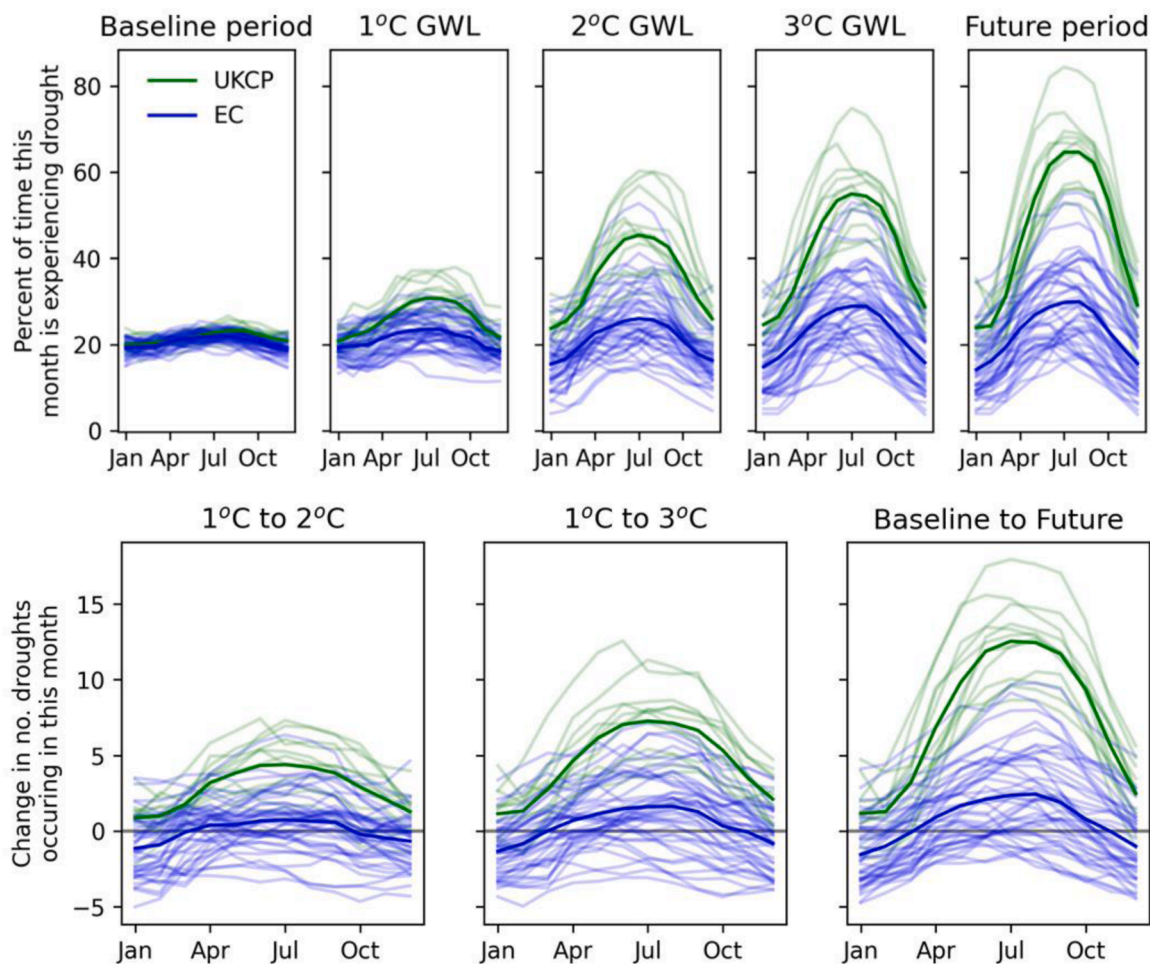 Baseline period
1°C GWL
2°C GWL
3°C GWL
Future period
Percent of time this
month is experiencing drought
80
60
40
20
0
UKCP
EC
Jan Apr Jul Oct
Jan Apr Jul Oct
Jan Apr Jul Oct
Jan Apr Jul Oct
Jan Apr Jul Oct
1°C to 2°C
1°C to 3°C
Baseline to Future
Change in no. droughts
occuring in this month
15
10
5
0
−5
Jan Apr Jul Oct
Jan Apr Jul Oct
Jan Apr Jul Oct